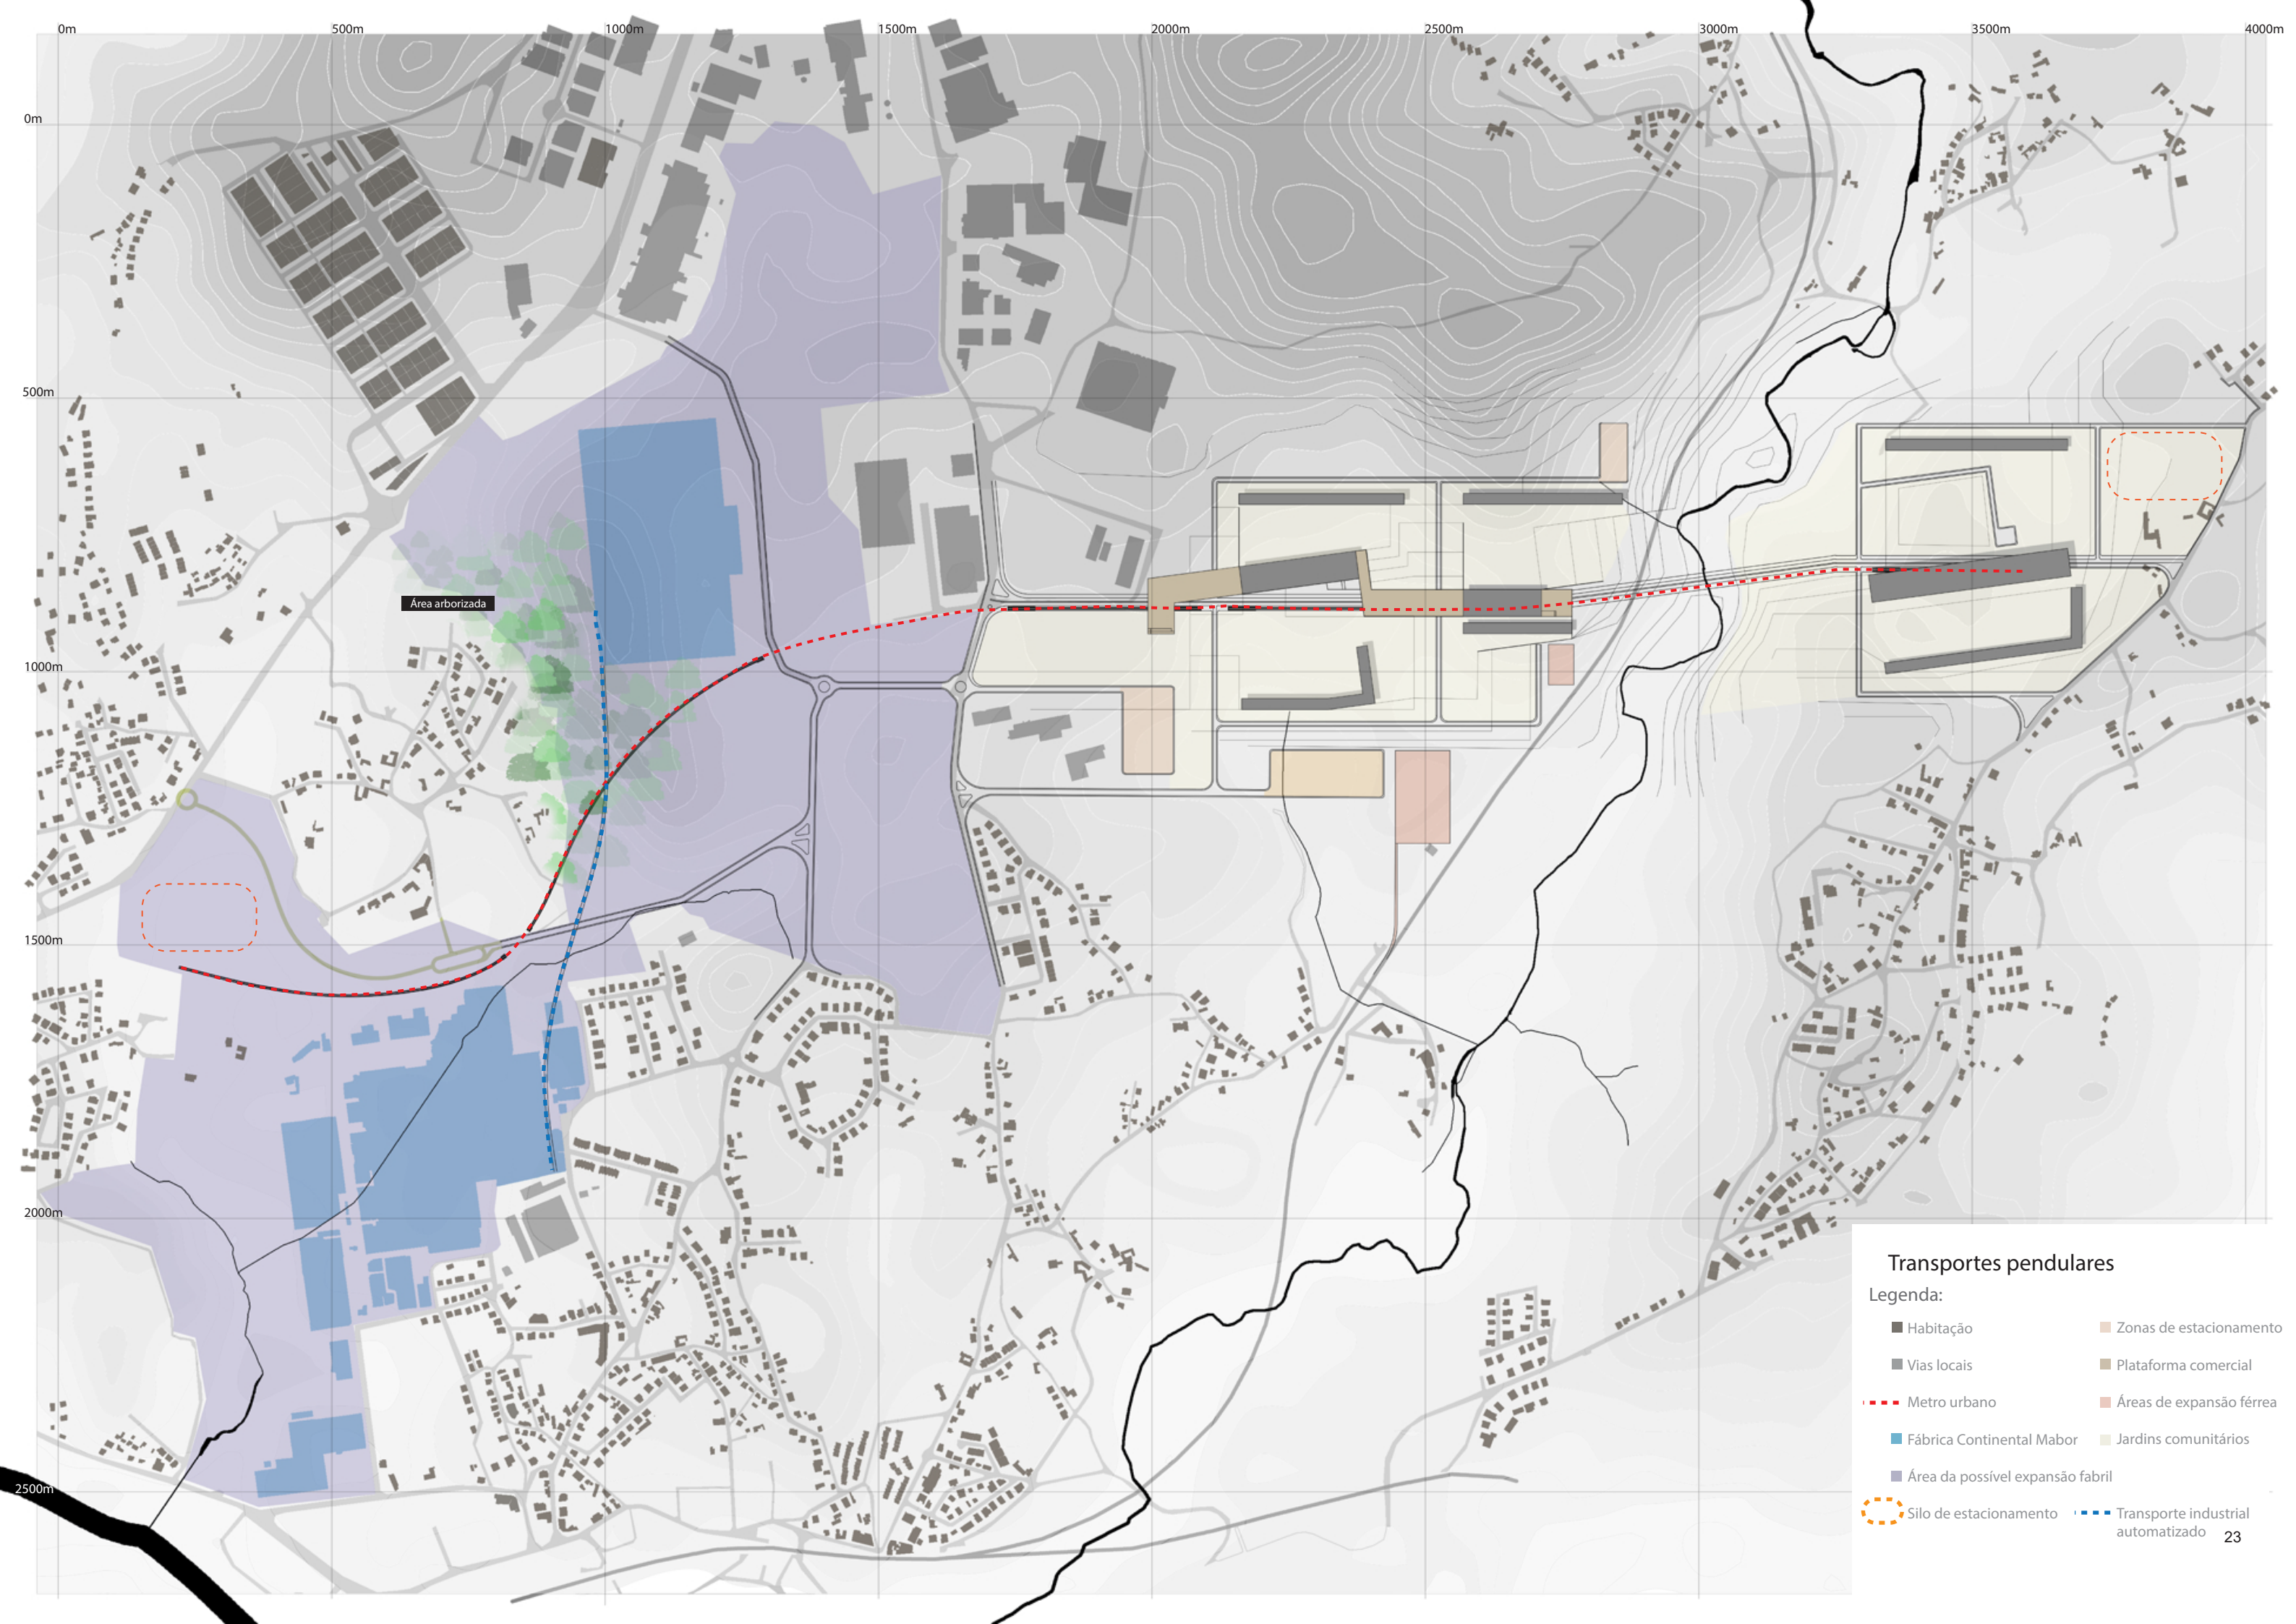 0m 500m 1000m 1500m 2000m 2500m 3000m 3500m 4000m
0m
500m
Área arborizada
1000m
1500m
2000m
2500m
Transportes pendulares
Legenda:
Habitação
Zonas de estacionamento
Vias locais
Plataforma comercial
Metro urbano
Áreas de expansão férrea
Fábrica Continental Mabor
Jardins comunitários
Área da possível expansão fabril
Silo de estacionamento
Transporte industrial
automatizado
23